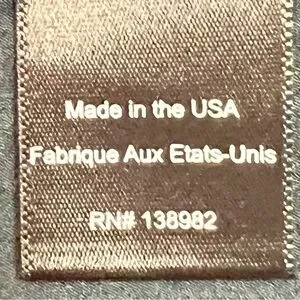 Made in the USA
Fabrique Aux Etats-Unis
RN# 138982